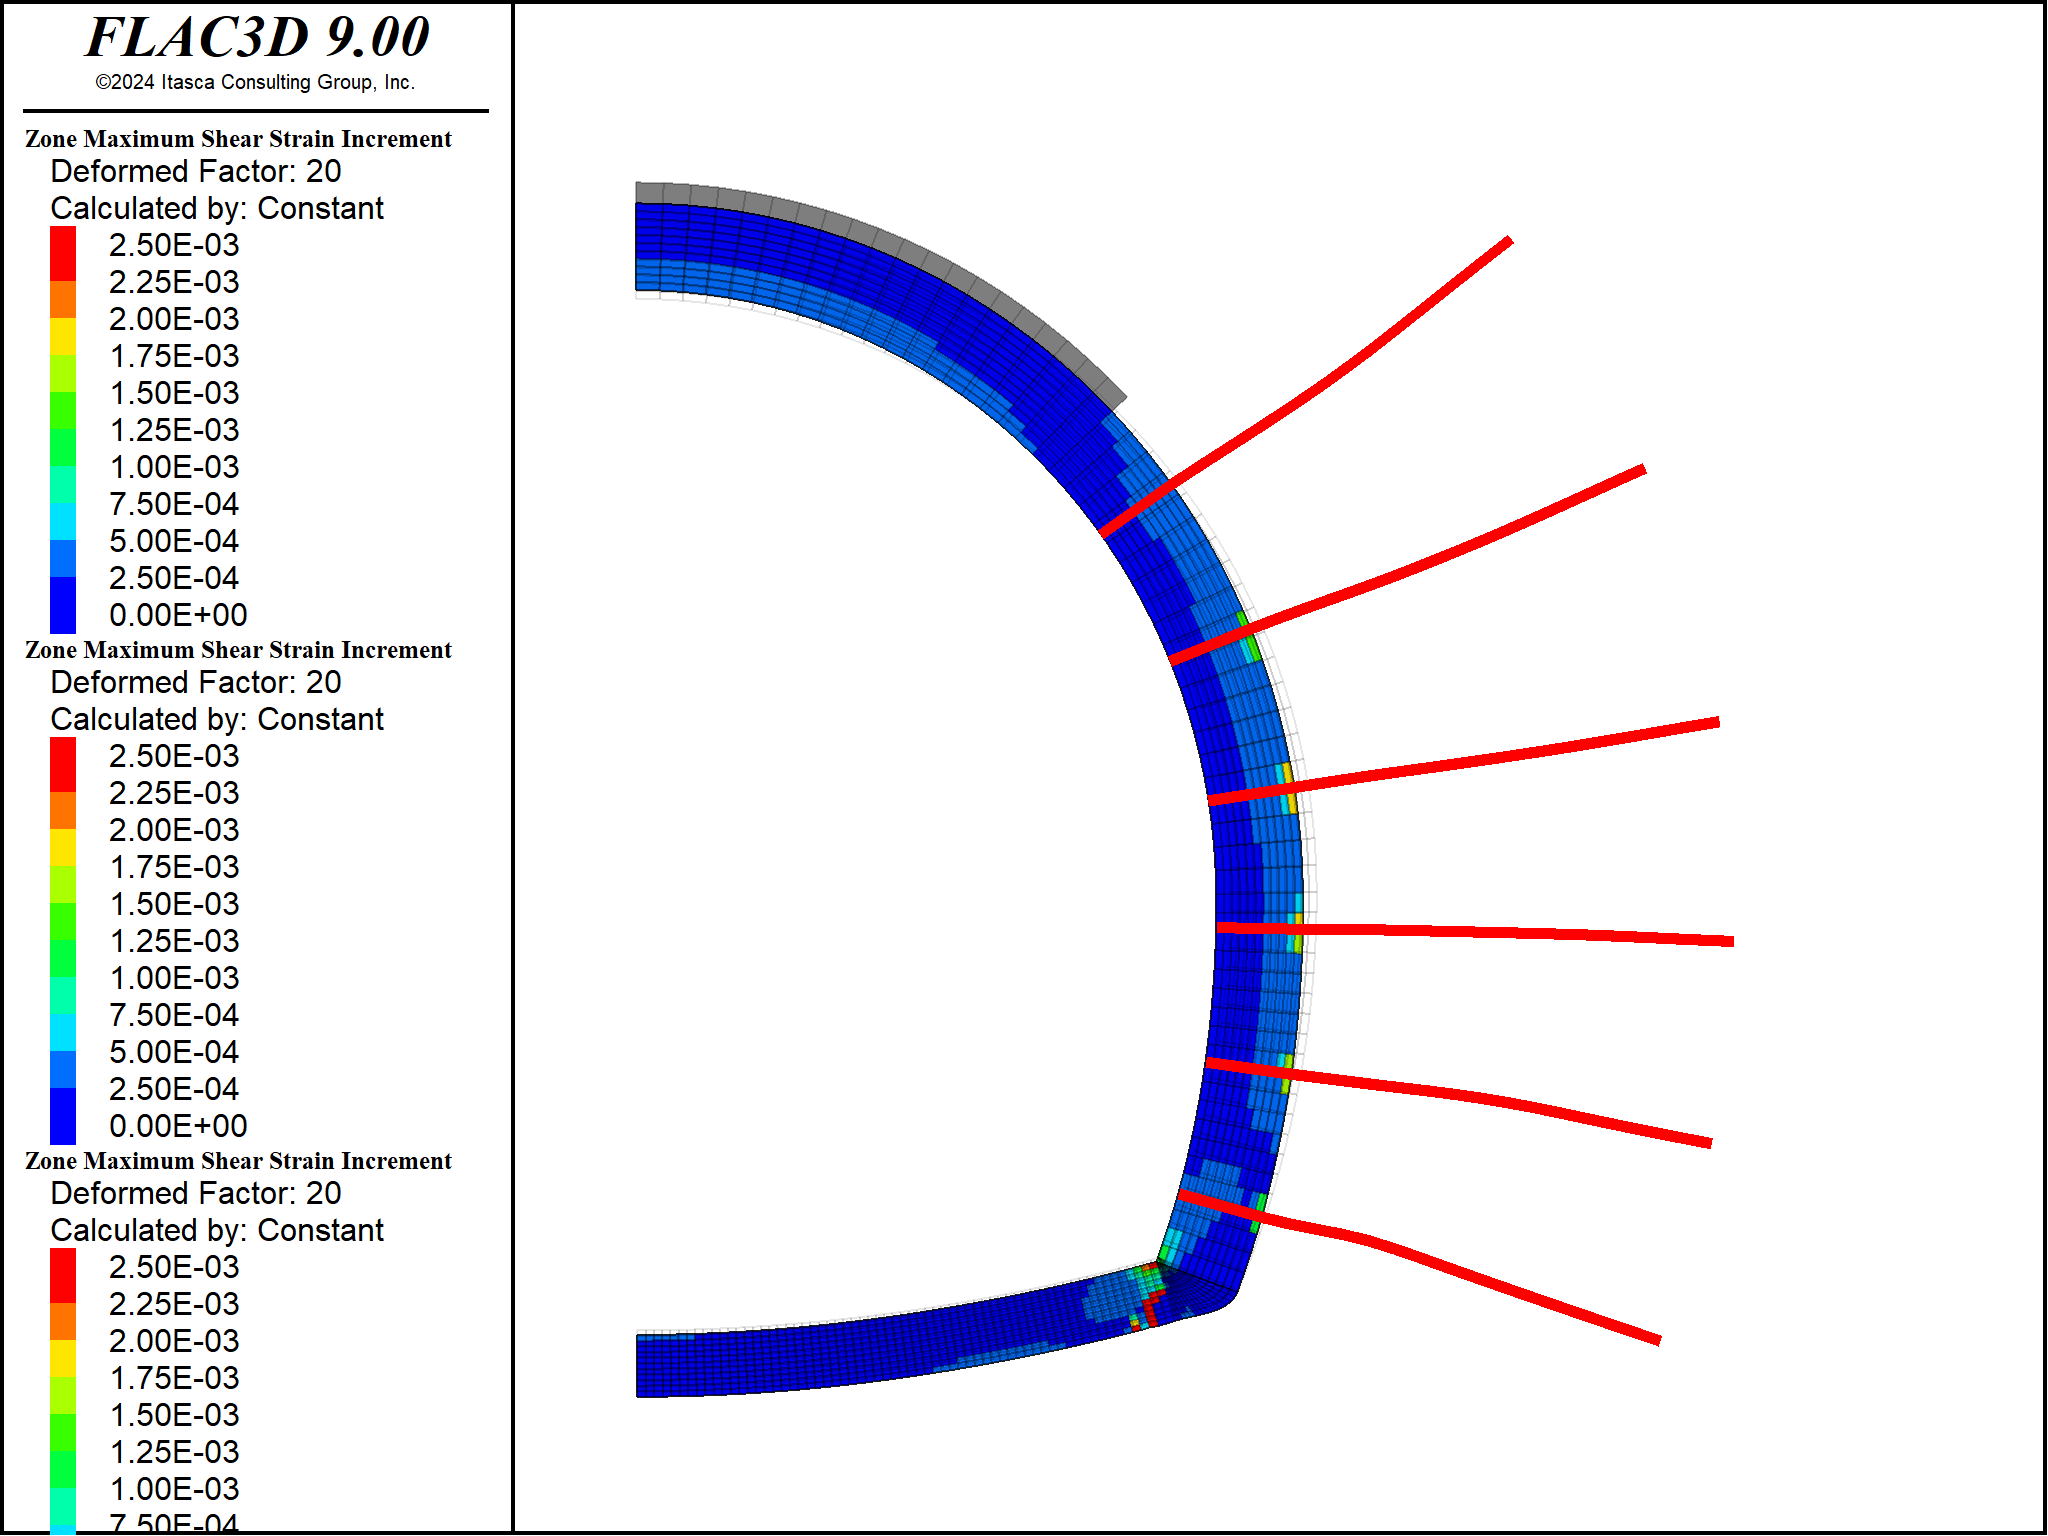 FLAC3D 9.00
©2024 Itasca Consulting Group, Inc.
Zone Maximum Shear Strain Increment
Deformed Factor: 20
Calculated by: Constant
2.50E-03
2.25E-03
2.00E-03
1.75E-03
1.50E-03
1.25E-03
1.00E-03
7.50E-04
5.00E-04
2.50E-04
0.00E+00
Zone Maximum Shear Strain Increment
Deformed Factor: 20
Calculated by: Constant
2.50E-03
2.25E-03
2.00E-03
1.75E-03
1.50E-03
1.25E-03
1.00E-03
7.50E-04
5.00E-04
2.50E-04
0.00E+00
Zone Maximum Shear Strain Increment
Deformed Factor: 20
Calculated by: Constant
2.50E-03
2.25E-03
2.00E-03
1.75E-03
1.50E-03
1.25E-03
1.00E-03
7.50E-04